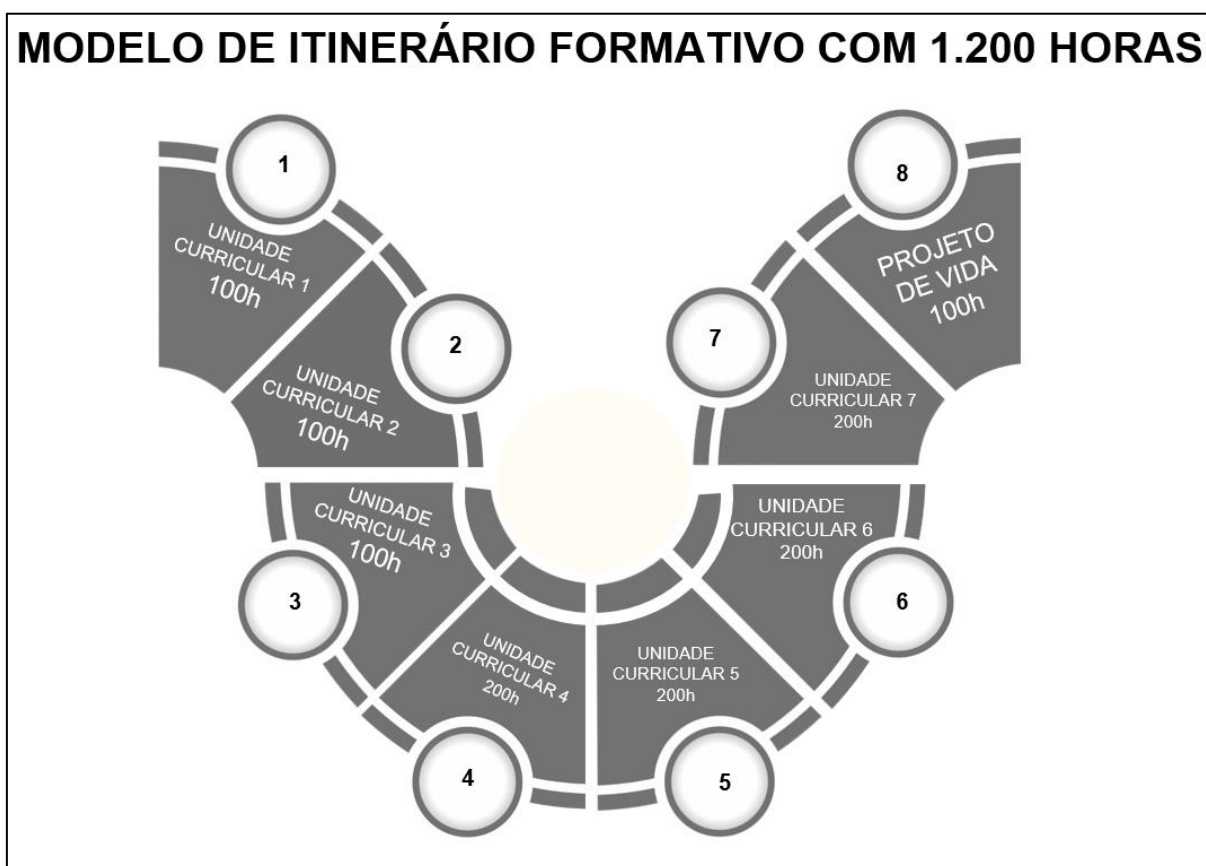 MODELO DE ITINERÁRIO FORMATIVO COM 1.200 HORAS
1
UNIDADE
CURRICULAR 1
100h
2
UNIDADE
CURRICULAR 2
100h
3
UNIDADE
CURRICULAR 3
100h
4
UNIDADE
CURRICULAR 4
200h
5
UNIDADE
CURRICULAR 5
200h
6
UNIDADE
CURRICULAR 6
200h
7
UNIDADE
CURRICULAR 7
200h
8
PROJETO
DE VIDA
100h